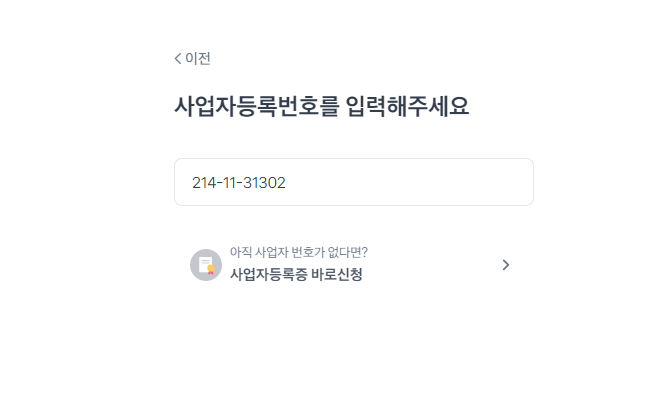 이전
사업자등록번호를 입력해주세요
214-11-31302
아직 사업자 번호가 없다면?
사업자등록증 바로신청